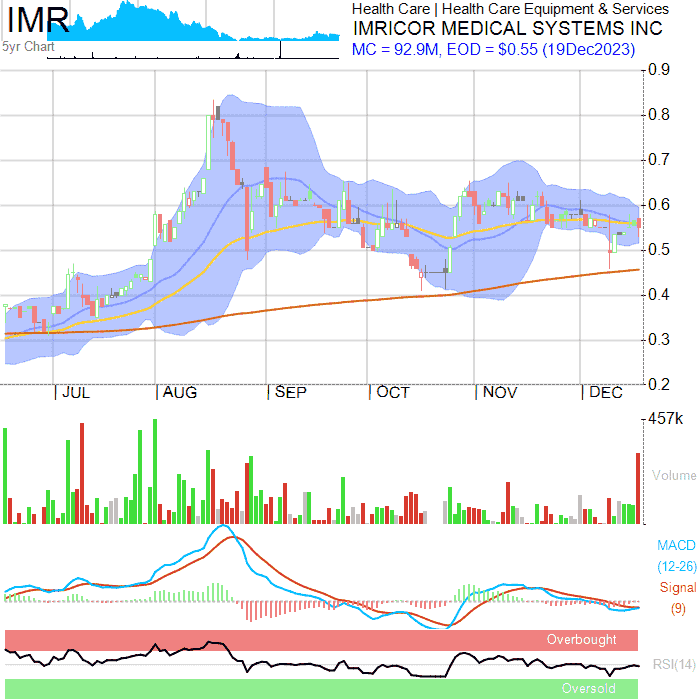 IMR
5yr Chart
Health Care | Health Care Equipment & Services
IMRICOR MEDICAL SYSTEMS INC
MC = 92.9M, EOD = $0.55 (19Dec2023)
0.9
0.8
0.7
0.6
0.5
0.4
0.3
0.2
JUL AUG SEP OCT NOV DEC
457k
Volume
MACD
(12-26)
Signal
(9)
Overbought
RSI(14)
Oversold